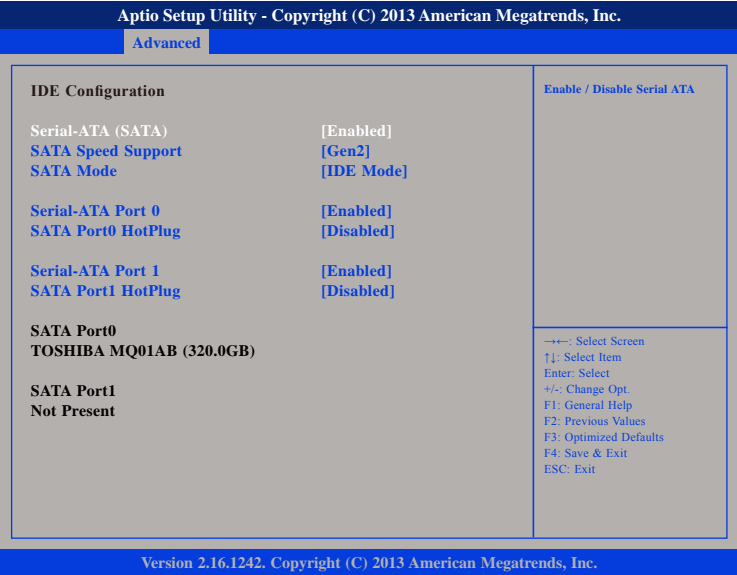 Aptio Setup Utility - Copyright (C) 2013 American Megatrends, Inc.
Advanced
IDE Configuration
Serial-ATA (SATA) [Enabled]
SATA Speed Support [Gen2]
SATA Mode [IDE Mode]
Serial-ATA Port 0 [Enabled]
SATA Port0 HotPlug [Disabled]
Serial-ATA Port 1 [Enabled]
SATA Port1 HotPlug [Disabled]
SATA Port0
TOSHIBA MQ01AB (320.0GB)
SATA Port1
Not Present
Enable / Disable Serial ATA
→←: Select Screen
↑↓: Select Item
Enter: Select
+/-: Change Opt.
F1: General Help
F2: Previous Values
F3: Optimized Defaults
F4: Save & Exit
ESC: Exit
Version 2.16.1242. Copyright (C) 2013 American Megatrends, Inc.